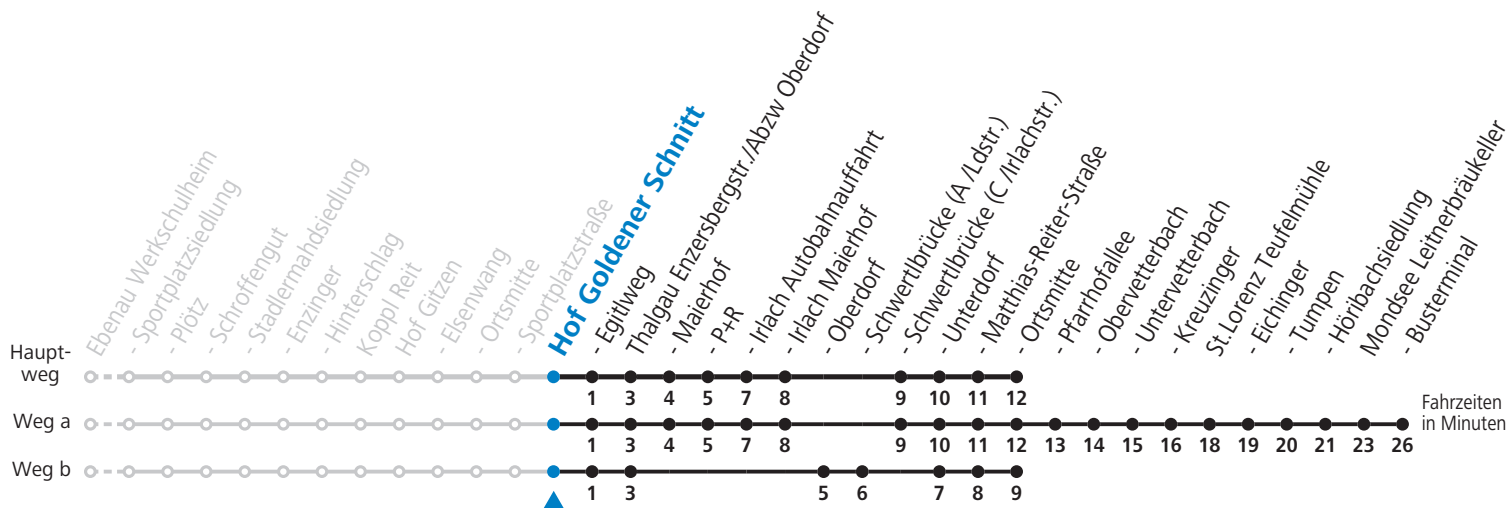 Ebenau Werkschulheim
- Sportplatzsiedlung
- Plötz
- Schroffengut
- Stadlermahdsiedlung
- Enzinger
- Hinterschlag
Koppl Reit
Hof Gitzen
- Elsenwang
- Ortsmitte
- Sportplatzstraße
Hof Goldener Schnitt
- Egitilweg
Thalgau Enzersbergstr./Abzw Oberdorf
- Maierhof
- P+R
- Irlach Autobahnauffahrt
- Irlach Maierhof
- Oberdorf
- Schwertlbrücke (A /Ldstr.)
- Schwertlbrücke (C /Irlachstr.)
- Unterdorf
- Matthias-Reiter-Straße
- Ortsmitte
- Pfarrhofallee
- Obervetterbach
- Untervetterbach
- Kreuzinger
St.Lorenz Teufelmühle
- Eichinger
- Tumpen
- Höribachsiedlung
Mondsee Leitnerbräukeller
- Busterminal
Haupt-
weg
1 3 4 5 7 8 9 10 11 12
Weg a
1 3 4 5 7 8 9 10 11 12 13 14 15 16 18 19 20 21 23 26
Fahrzeiten
in Minuten
Weg b
1 3 5 6 7 8 9